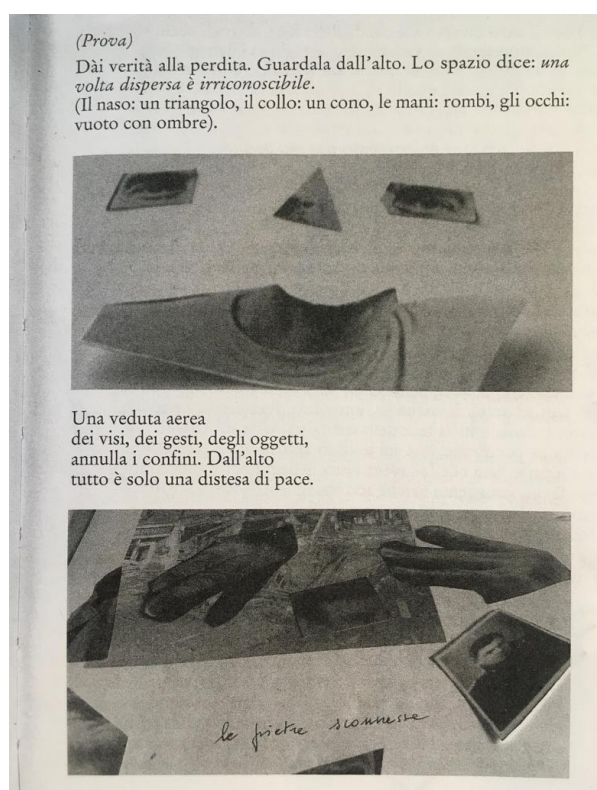 (Prova)
Dài verità alla perdita. Guardala dall'alto. Lo spazio dice: una
volta dispersa è irriconoscibile.
(Il naso: un triangolo, il collo: un cono, le mani: rombi, gli occhi:
vuoto con ombre).
Una veduta aerea
dei visi, dei gesti, degli oggetti,
annulla i confini. Dall'alto
tutto è solo una distesa di pace.
le pietre sconnesse